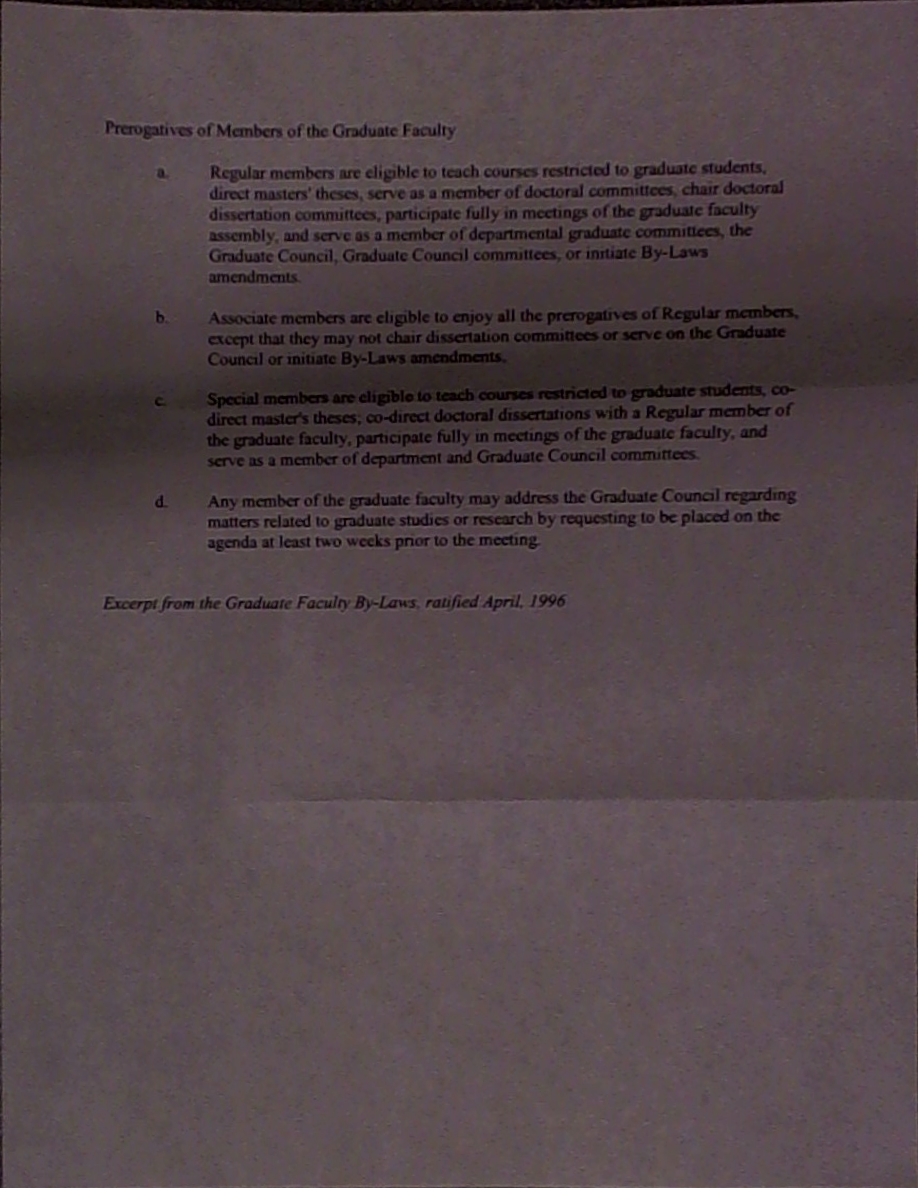 Prerogatives of Members of the Graduate Faculty
a. Regular members are eligible to teach courses restricted to graduate students,
direct masters' theses, serve as a member of doctoral committees, chair doctoral
dissertation committees, participate fully in meetings of the graduate faculty
assembly, and serve as a member of departmental graduate committees, the
Graduate Council, Graduate Council committees, or initiate By-Laws
amendments.
b. Associate members are eligible to enjoy all the prerogatives of Regular members,
except that they may not chair dissertation committees or serve on the Graduate
Council or initiate By-Laws amendments.
c. Special members are eligible to teach courses restricted to graduate students, co-
direct master's theses; co-direct doctoral dissertations with a Regular member of
the graduate faculty, participate fully in meetings of the graduate faculty, and
serve as a member of department and Graduate Council committees.
d. Any member of the graduate faculty may address the Graduate Council regarding
matters related to graduate studies or research by requesting to be placed on the
agenda at least two weeks prior to the meeting.
Excerpt from the Graduate Faculty By-Laws, ratified April, 1996